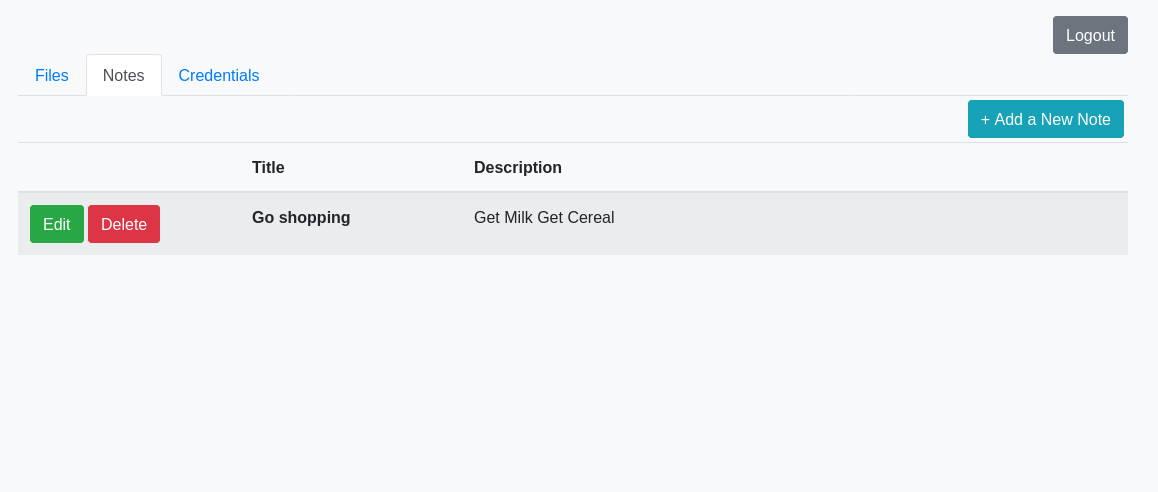 Logout
Files Notes Credentials
+ Add a New Note
Title Description
Edit Delete Go shopping Get Milk Get Cereal